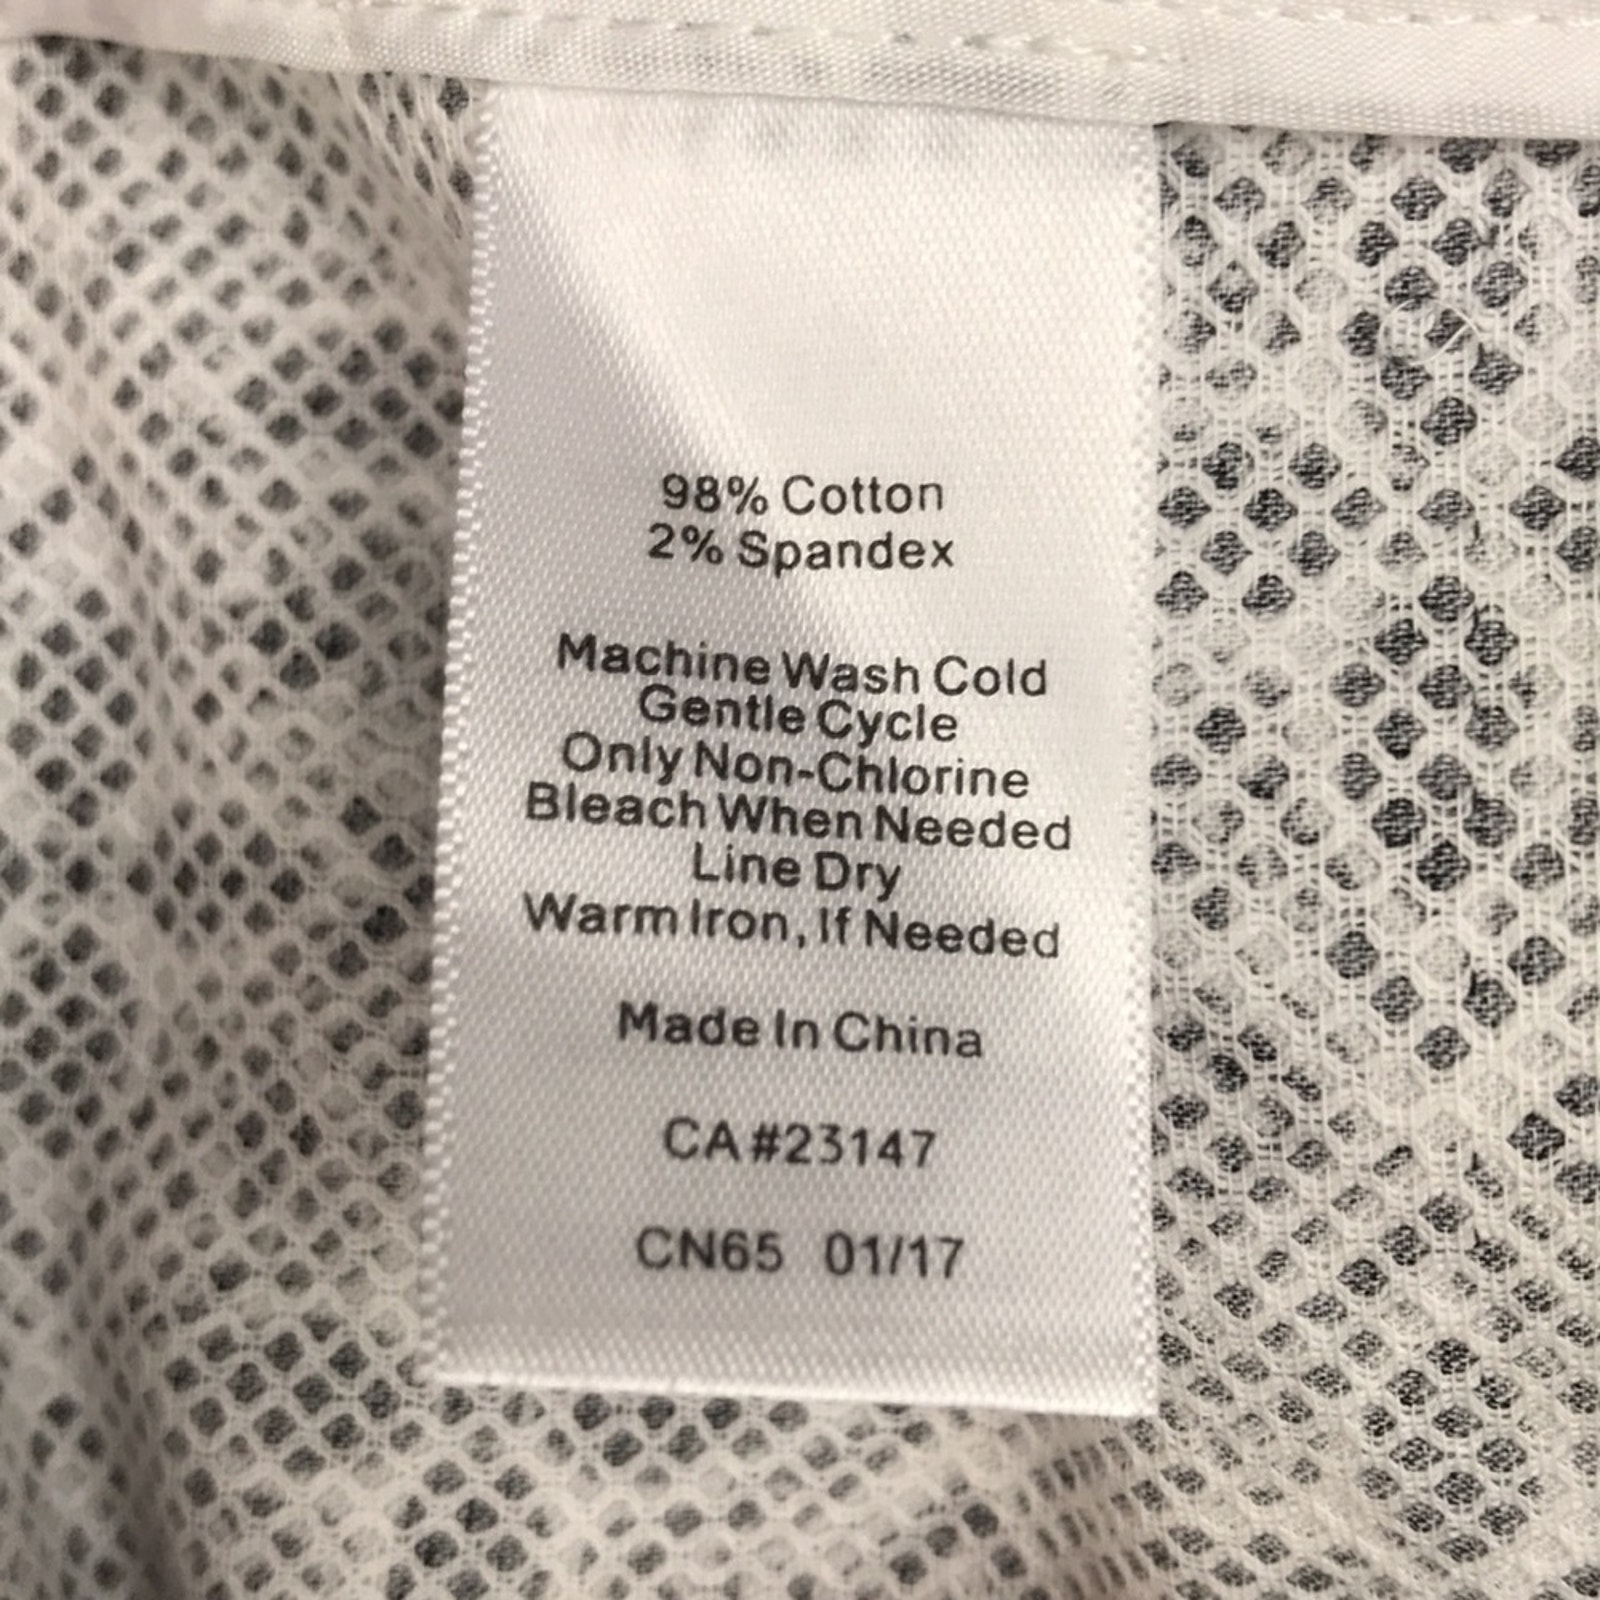 98% Cotton
2% Spandex
Machine Wash Cold
Gentle Cycle
Only Non-Chlorine
Bleach When Needed
Line Dry
Warm Iron, If Needed
Made In China
CA#23147
CN65 01/17